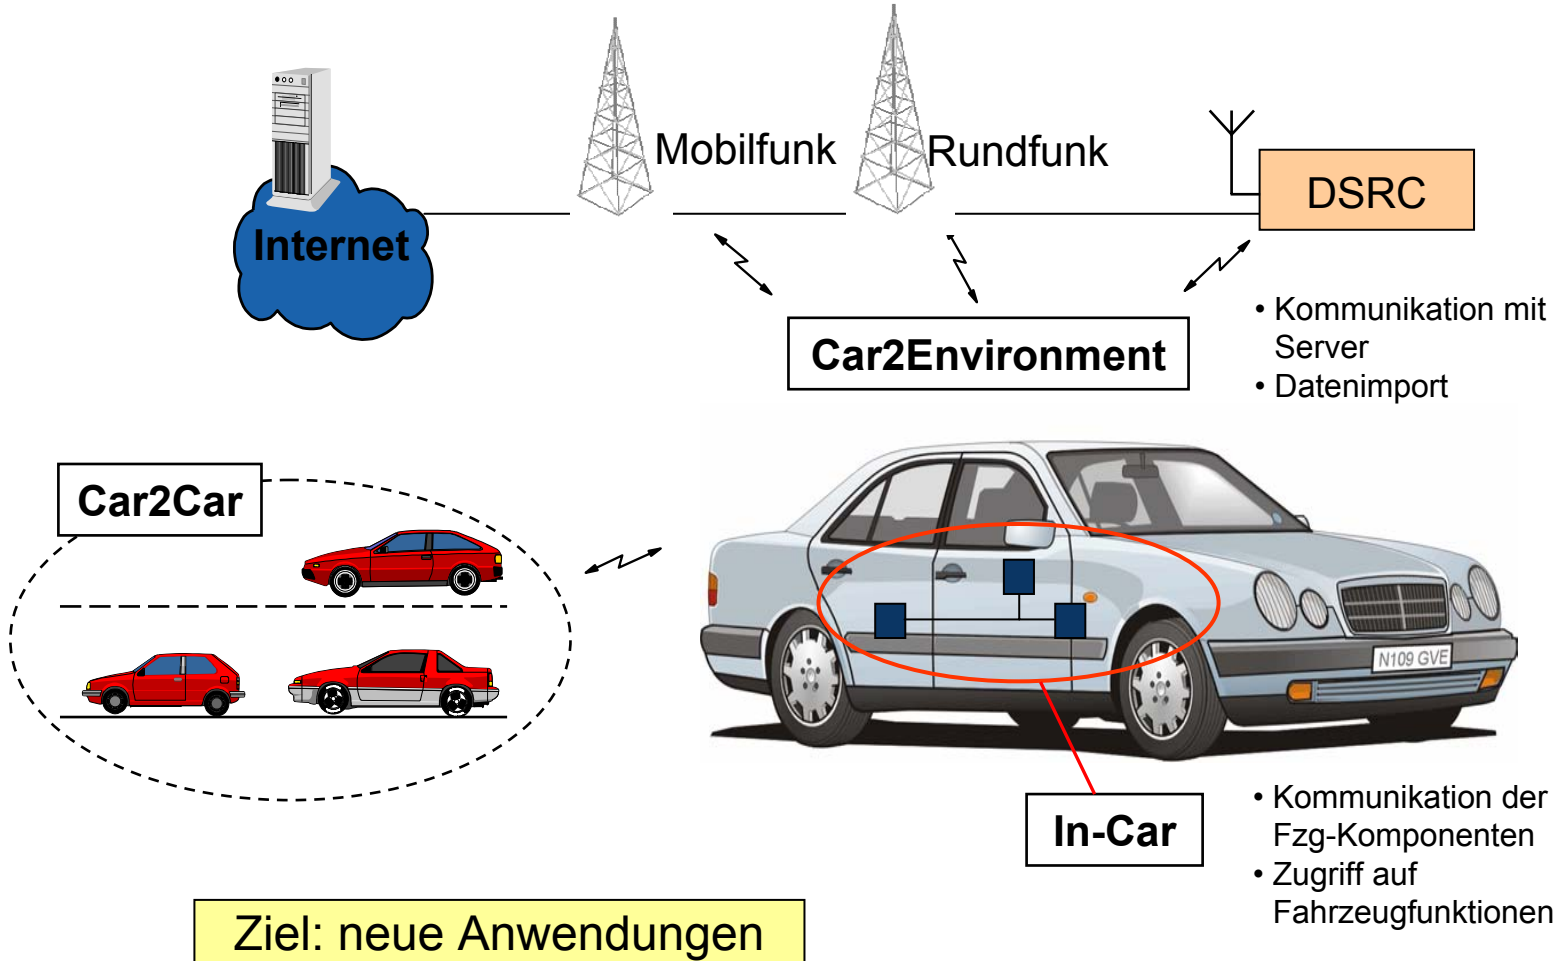 Mobilfunk
Rundfunk
DSRC
Internet
Car2Environment
• Kommunikation mit
Server
• Datenimport
Car2Car
N109 GVE
In-Car
• Kommunikation der
Fzg-Komponenten
• Zugriff auf
Fahrzeugfunktionen
Ziel: neue Anwendungen